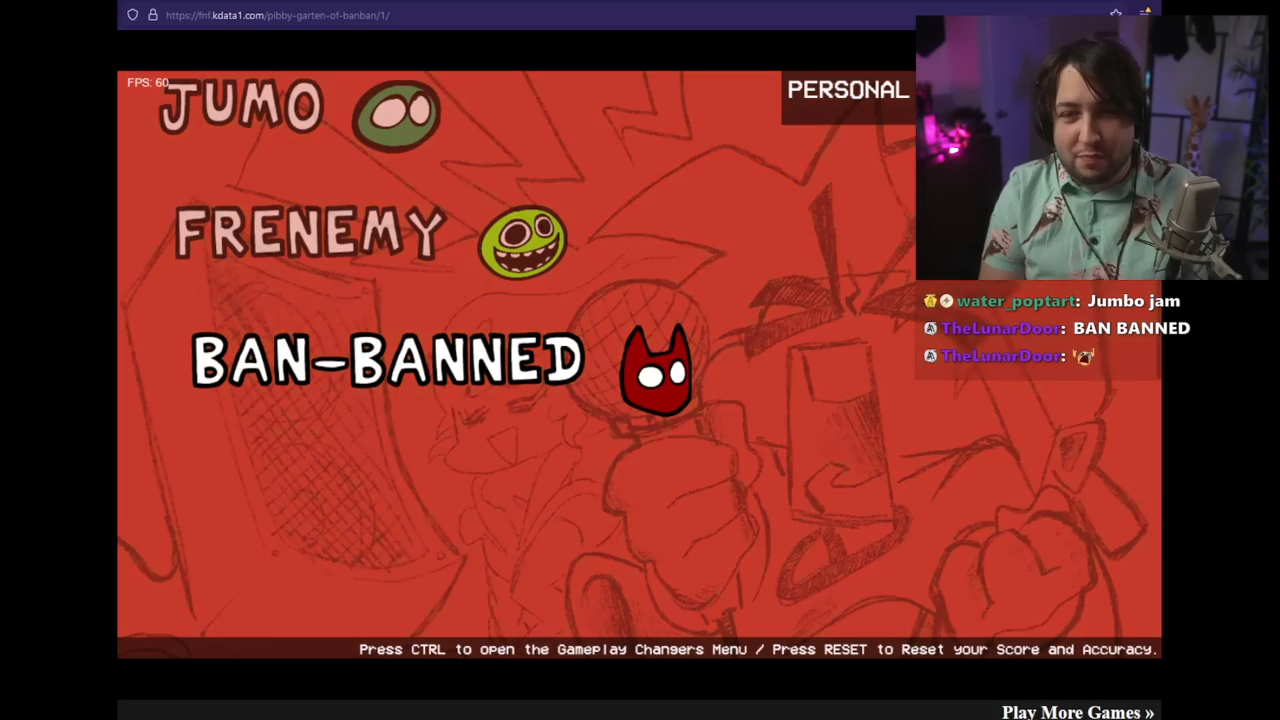 https://fnf.kdata1.com/pibby-garten-of-banban/1/
FPS: 60
JUMO
PERSONAL
FRENEMY
BAN-BANNED
water_poptart: Jumbo jam
TheLunarDoor: BAN BANNED
TheLunarDoor:
Press CTRL to open the Gameplay Changers Menu / Press RESET to Reset your Score and Accuracy.
Play More Games »